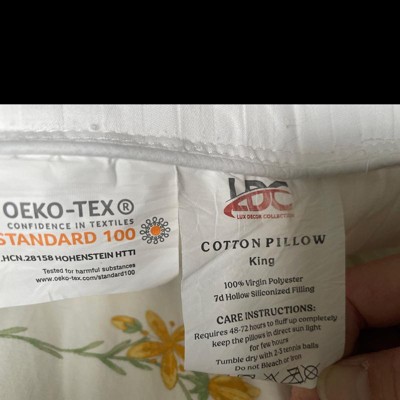 OEKO-TEX®
CONFIDENCE IN TEXTILES
STANDARD 100
.HCN.28158 HOHENSTEIN HTTI
Tested for harmful substances
www.oeko-tex.com/standard100
LDC
LUX DECOR COLLECTION
COTTON PILLOW
King
100% Virgin Polyester
7d Hollow Siliconized Filling
CARE INSTRUCTIONS:
Requires 48-72 hours to fluff up completely
keep the pillows in direct sun light
for few hours
Tumble dry with 2-3 tennis balls
Do not Bleach or Iron